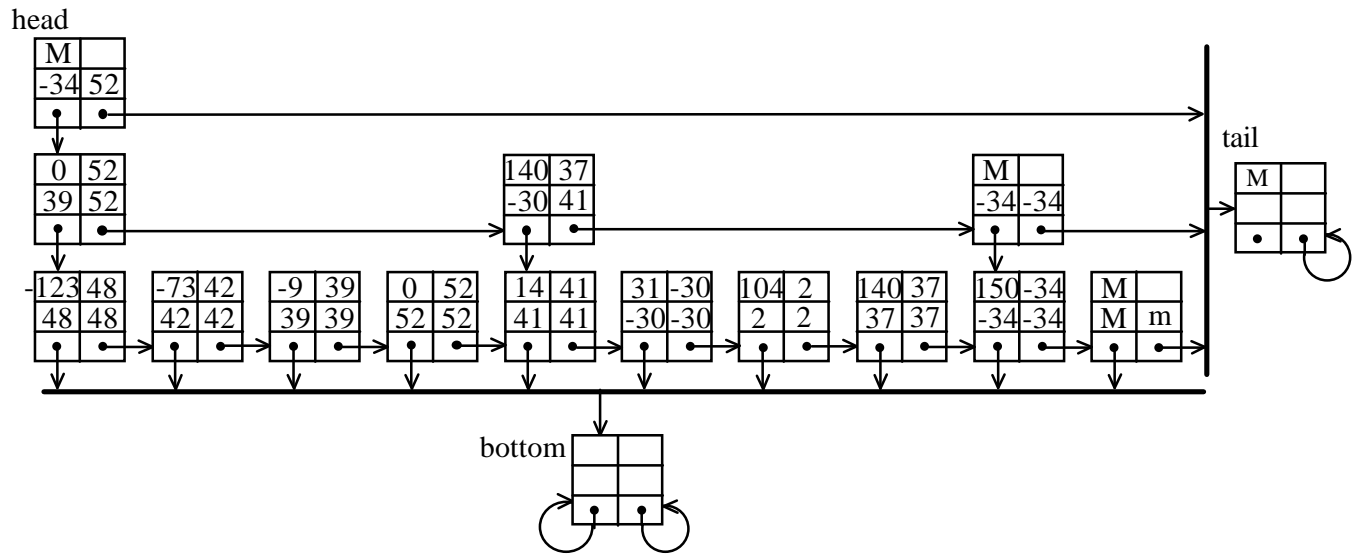 head
M
-34 52
tail
0 52 140 37 M
39 52 -30 41 -34 -34
M
-123 48 -73 42 -9 39 0 52 14 41 31 -30 104 2 140 37 150 -34 M
48 48 42 42 39 39 52 52 41 41 -30 -30 2 2 37 37 -34 -34 M m
bottom